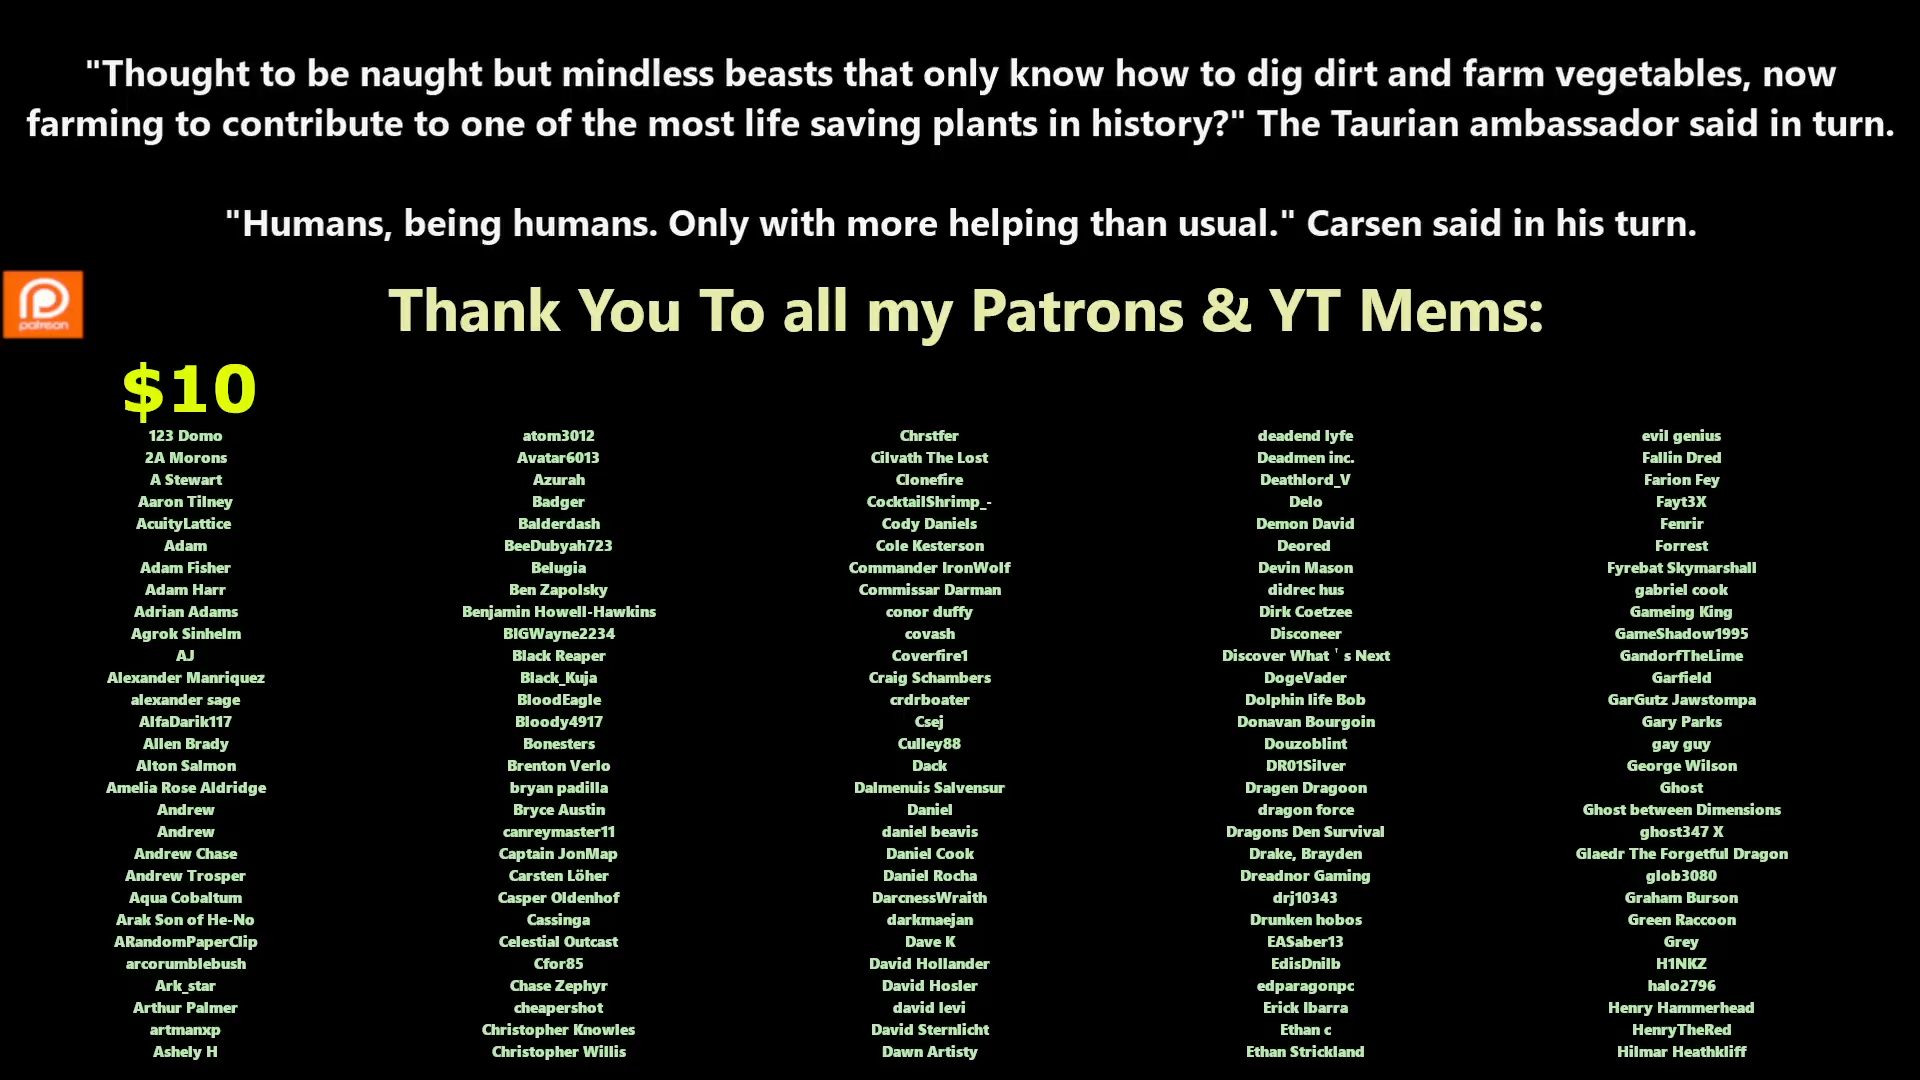 "Thought to be naught but mindless beasts that only know how to dig dirt and farm vegetables, now
farming to contribute to one of the most life saving plants in history?" The Taurian ambassador said in turn.
"Humans, being humans. Only with more helping than usual." Carsen said in his turn.
patreon
Thank You To all my Patrons & YT Mems:
$10
123 Domo
2A Morons
A Stewart
Aaron Tilney
AcuityLattice
Adam
Adam Fisher
Adam Harr
Adrian Adams
Agrok Sinhelm
AJ
Alexander Manriquez
alexander sage
AlfaDarik117
Allen Brady
Alton Salmon
Amelia Rose Aldridge
Andrew
Andrew
Andrew Chase
Andrew Trosper
Aqua Cobaltum
Arak Son of He-No
ARandomPaperClip
arcorumblebush
Ark_star
Arthur Palmer
artmanxp
Ashely H
atom3012
Avatar6013
Azurah
Badger
Balderdash
BeeDubyah723
Belugia
Ben Zapolsky
Benjamin Howell-Hawkins
BIGWayne2234
Black Reaper
Black_Kuja
BloodEagle
Bloody4917
Bonesters
Brenton Verlo
bryan padilla
Bryce Austin
canreymaster11
Captain JonMap
Carsten Löher
Casper Oldenhof
Cassinga
Celestial Outcast
Cfor85
Chase Zephyr
cheapershot
Christopher Knowles
Christopher Willis
Chrstfer
Cilvath The Lost
Clonefire
CocktailShrimp_-
Cody Daniels
Cole Kesterson
Commander IronWolf
Commissar Darman
conor duffy
covash
Coverfire1
Craig Schambers
crdrboater
Csej
Culley88
Dack
Dalmenuis Salvensur
Daniel
daniel beavis
Daniel Cook
Daniel Rocha
DarcnessWraith
darkmaejan
Dave K
David Hollander
David Hosler
david levi
David Sternlicht
Dawn Artisty
deadend lyfe
Deadmen inc.
Deathlord_V
Delo
Demon David
Deored
Devin Mason
didrec hus
Dirk Coetzee
Disconeer
Discover What ' s Next
DogeVader
Dolphin life Bob
Donavan Bourgoin
Douzoblint
DR01Silver
Dragen Dragoon
dragon force
Dragons Den Survival
Drake, Brayden
Dreadnor Gaming
drj10343
Drunken hobos
EASaber13
EdisDnilb
edparagonpc
Erick Ibarra
Ethan c
Ethan Strickland
evil genius
Fallin Dred
Farion Fey
Fayt3X
Fenrir
Forrest
Fyrebat Skymarshall
gabriel cook
Gameing King
GameShadow1995
GandorfTheLime
Garfield
GarGutz Jawstompa
Gary Parks
gay guy
George Wilson
Ghost
Ghost between Dimensions
ghost347 X
Glaedr The Forgetful Dragon
glob3080
Graham Burson
Green Raccoon
Grey
H1NKZ
halo2796
Henry Hammerhead
HenryTheRed
Hilmar Heathkliff